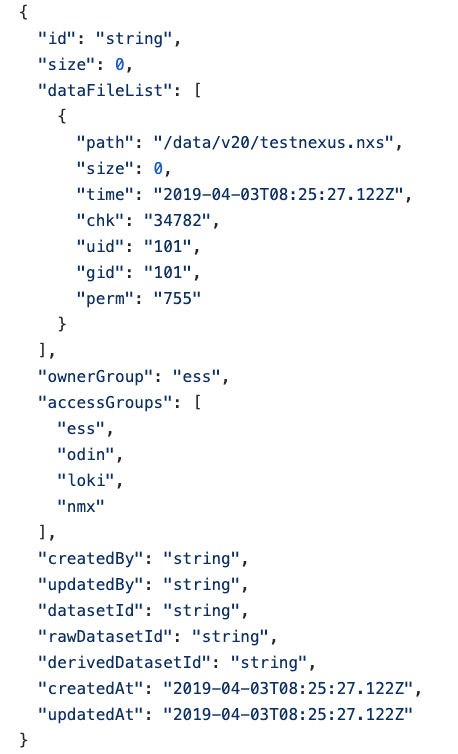 {
  "id": "string",
  "size": 0,
  "dataFileList": [
    {
      "path": "/data/v20/testnexus.nxs",
      "size": 0,
      "time": "2019-04-03T08:25:27.122Z",
      "chk": "34782",
      "uid": "101",
      "gid": "101",
      "perm": "755"
    }
  ],
  "ownerGroup": "ess",
  "accessGroups": [
    "ess",
    "odin",
    "loki",
    "nmx"
  ],
  "createdBy": "string",
  "updatedBy": "string",
  "datasetId": "string",
  "rawDatasetId": "string",
  "derivedDatasetId": "string",
  "createdAt": "2019-04-03T08:25:27.122Z",
  "updatedAt": "2019-04-03T08:25:27.122Z"
}